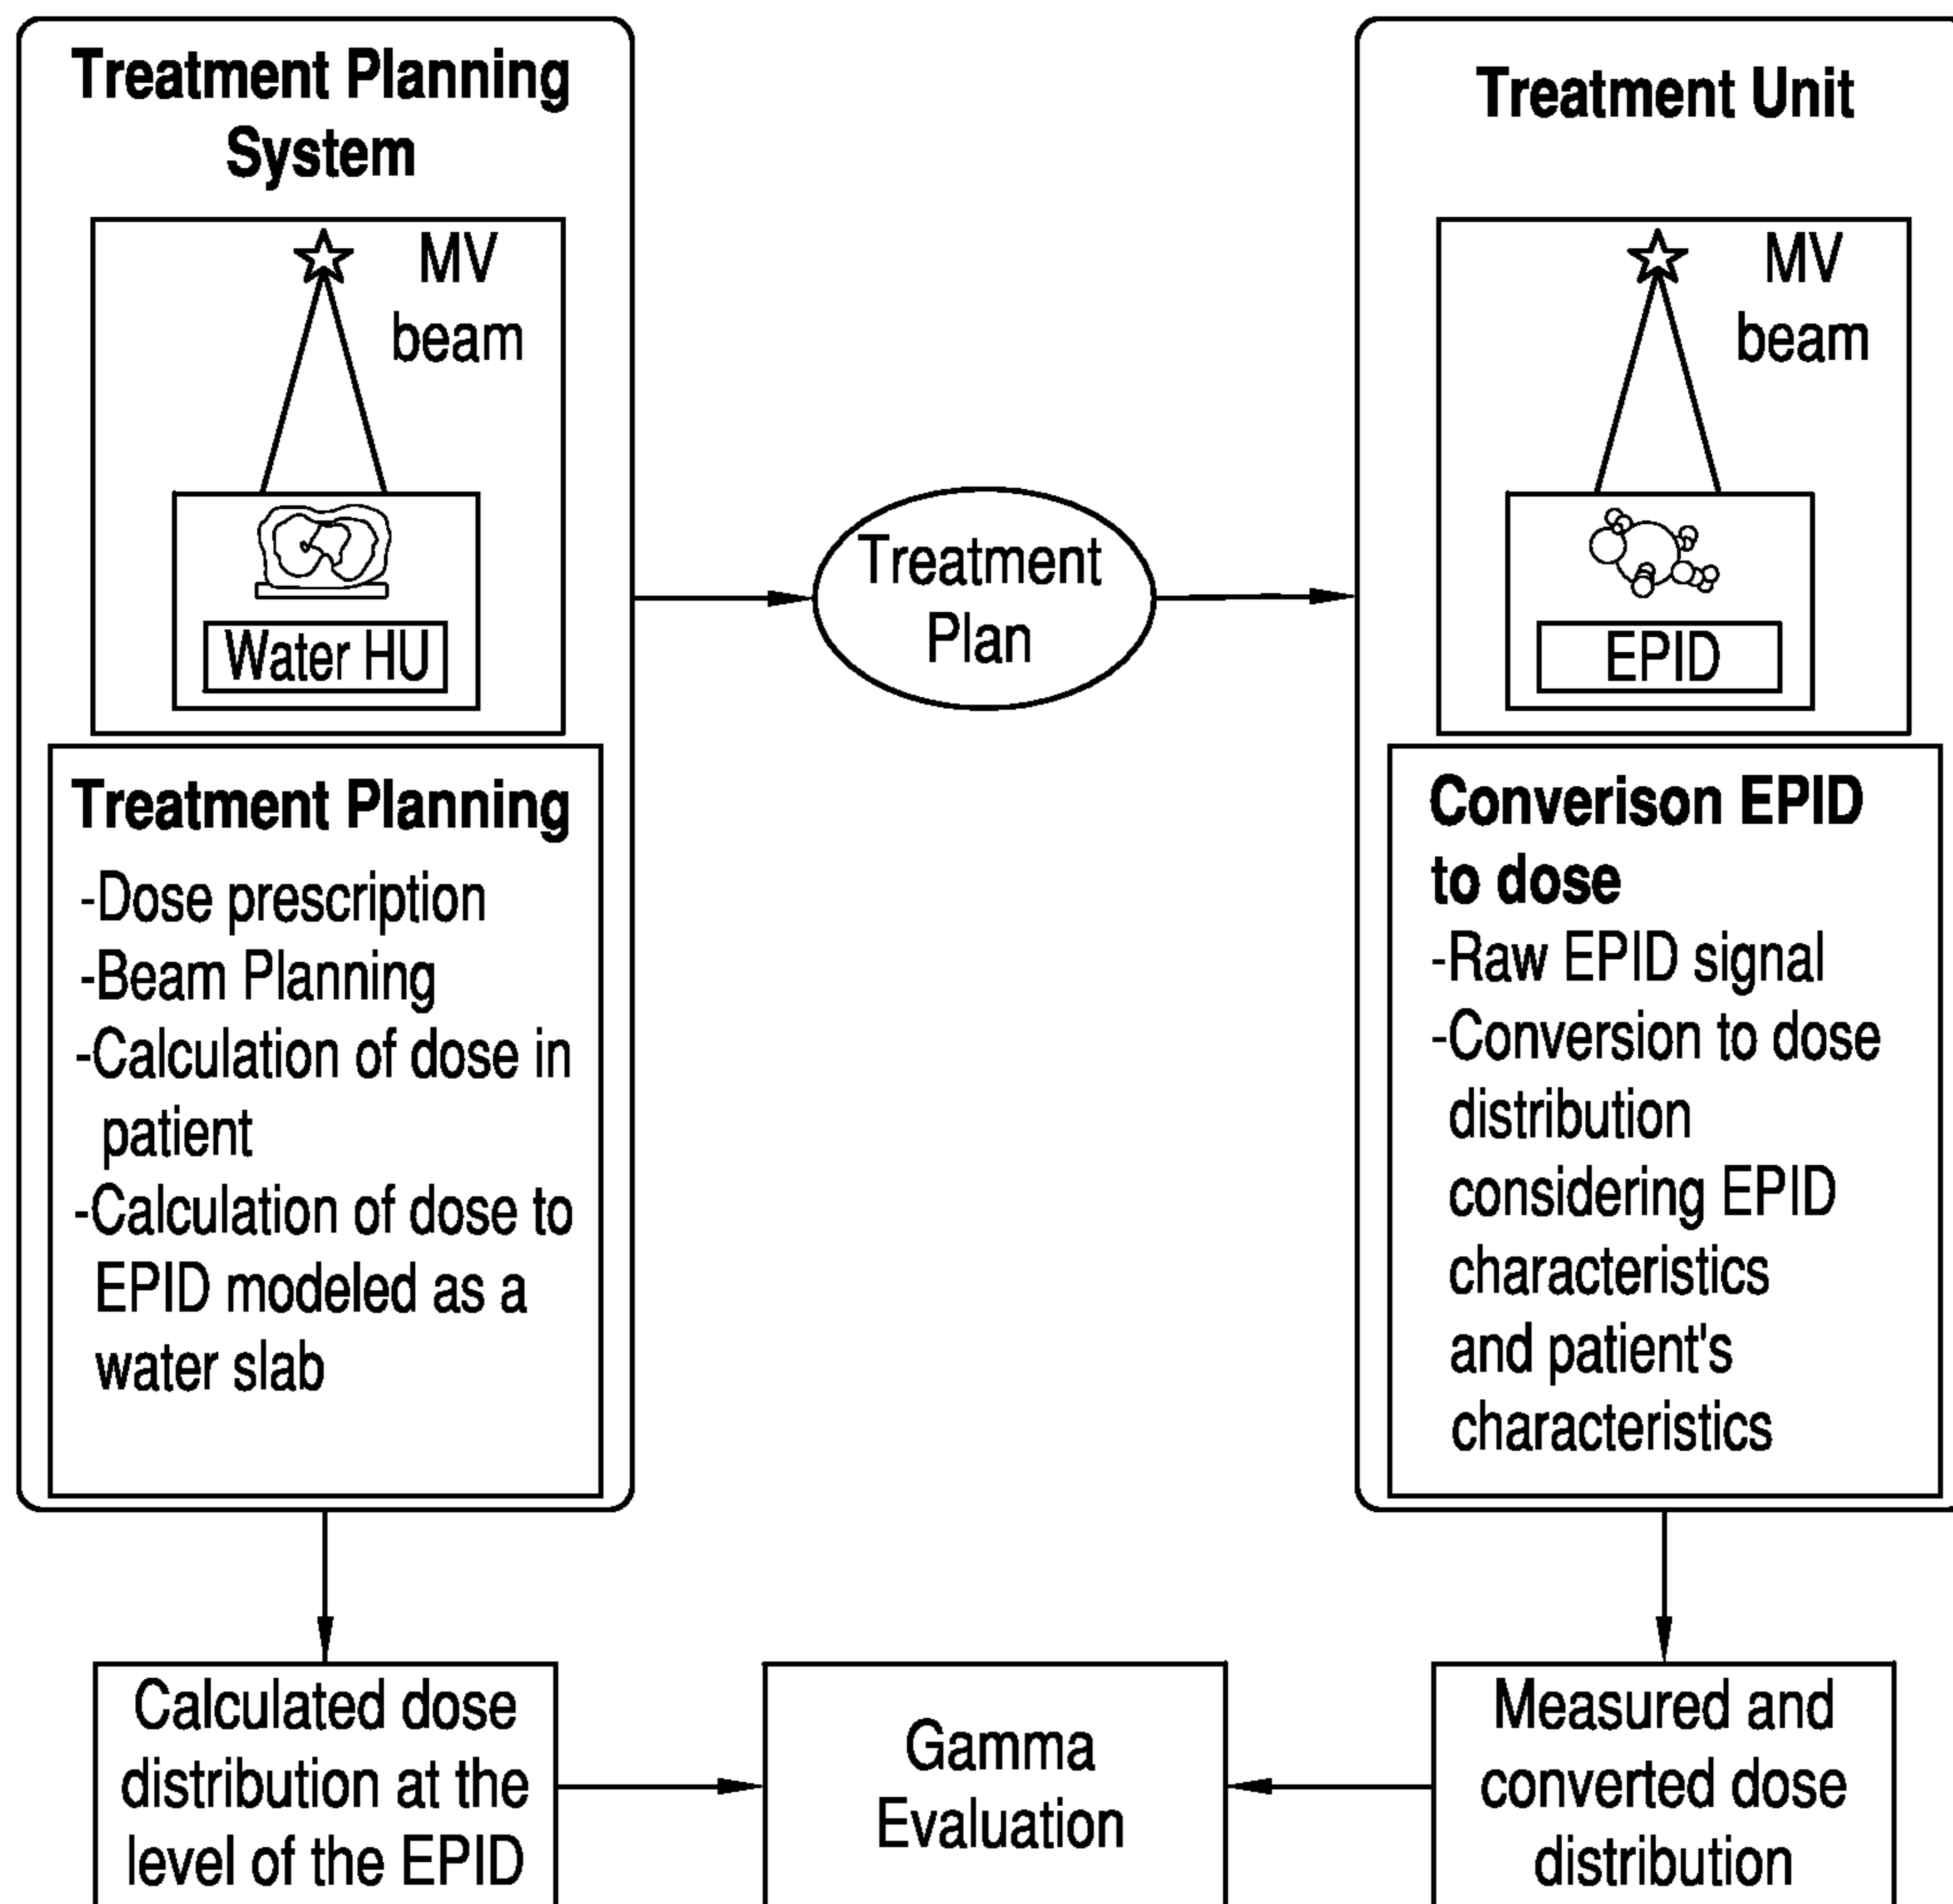 Treatment Planning
System
MV
beam
Water HU
Treatment Planning
-Dose prescription
-Beam Planning
-Calculation of dose in
patient
-Calculation of dose to
EPID modeled as a
water slab
Treatment
Plan
Treatment Unit
MV
beam
EPID
Converison EPID
to dose
-Raw EPID signal
-Conversion to dose
distribution
considering EPID
characteristics
and patient's
characteristics
Calculated dose
distribution at the
level of the EPID
Gamma
Evaluation
Measured and
converted dose
distribution